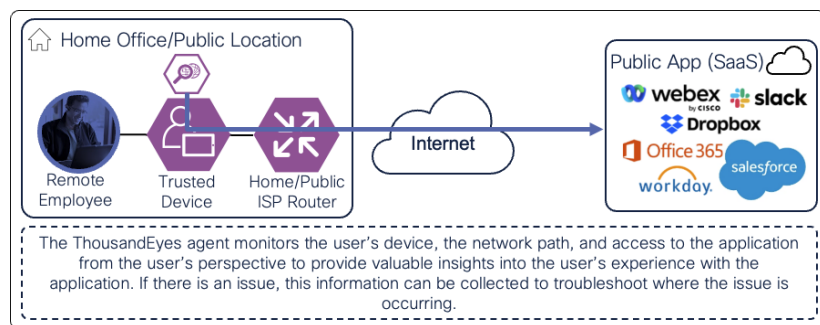 Home Office/Public Location
Public App (SaaS)
webex
by CISCO
slack
Dropbox
Office 365
salesforce
workday.
Internet
Remote
Employee
Trusted
Device
Home/Public
ISP Router
The ThousandEyes agent monitors the user's device, the network path, and access to the application
from the user's perspective to provide valuable insights into the user's experience with the
application. If there is an issue, this information can be collected to troubleshoot where the issue is
occurring.